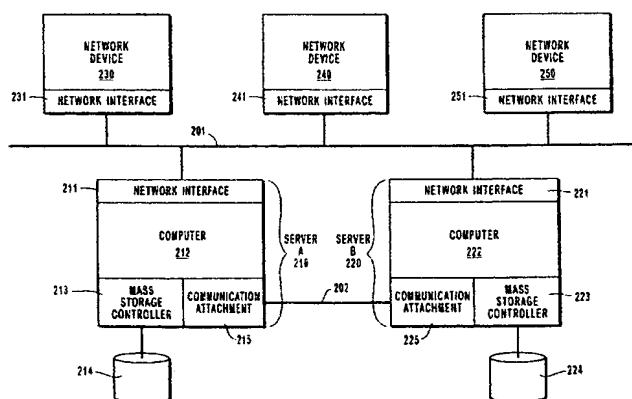 NETWORK
DEVICE
230
NETWORK INTERFACE
231
NETWORK
DEVICE
240
NETWORK INTERFACE
241
NETWORK
DEVICE
250
NETWORK INTERFACE
251
201
211
NETWORK INTERFACE
COMPUTER
212
213
MASS
STORAGE
CONTROLLER
COMMUNICATION
ATTACHMENT
215
214
SERVER
A
210
SERVER
B
220
202
NETWORK INTERFACE
221
COMPUTER
222
COMMUNICATION
ATTACHMENT
225
MASS
STORAGE
CONTROLLER
223
224